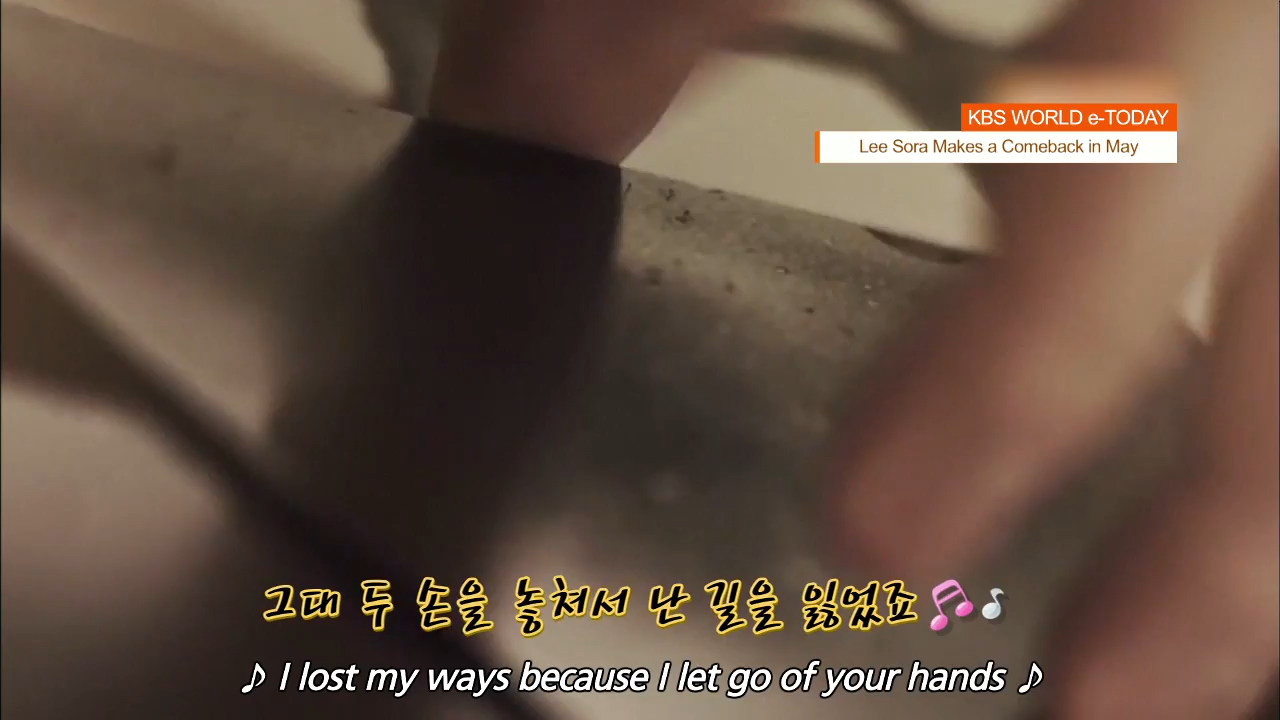 KBS WORLD e-TODAY
Lee Sora Makes a Comeback in May
그대 두 손을 놓쳐서 난 길을 잃었죠
♪ I lost my ways because I let go of your hands ♪